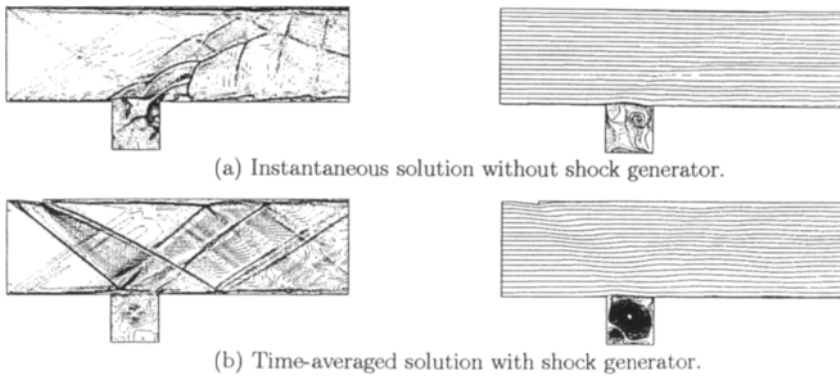 (a) Instantaneous solution without shock generator.
(b) Time-averaged solution with shock generator.